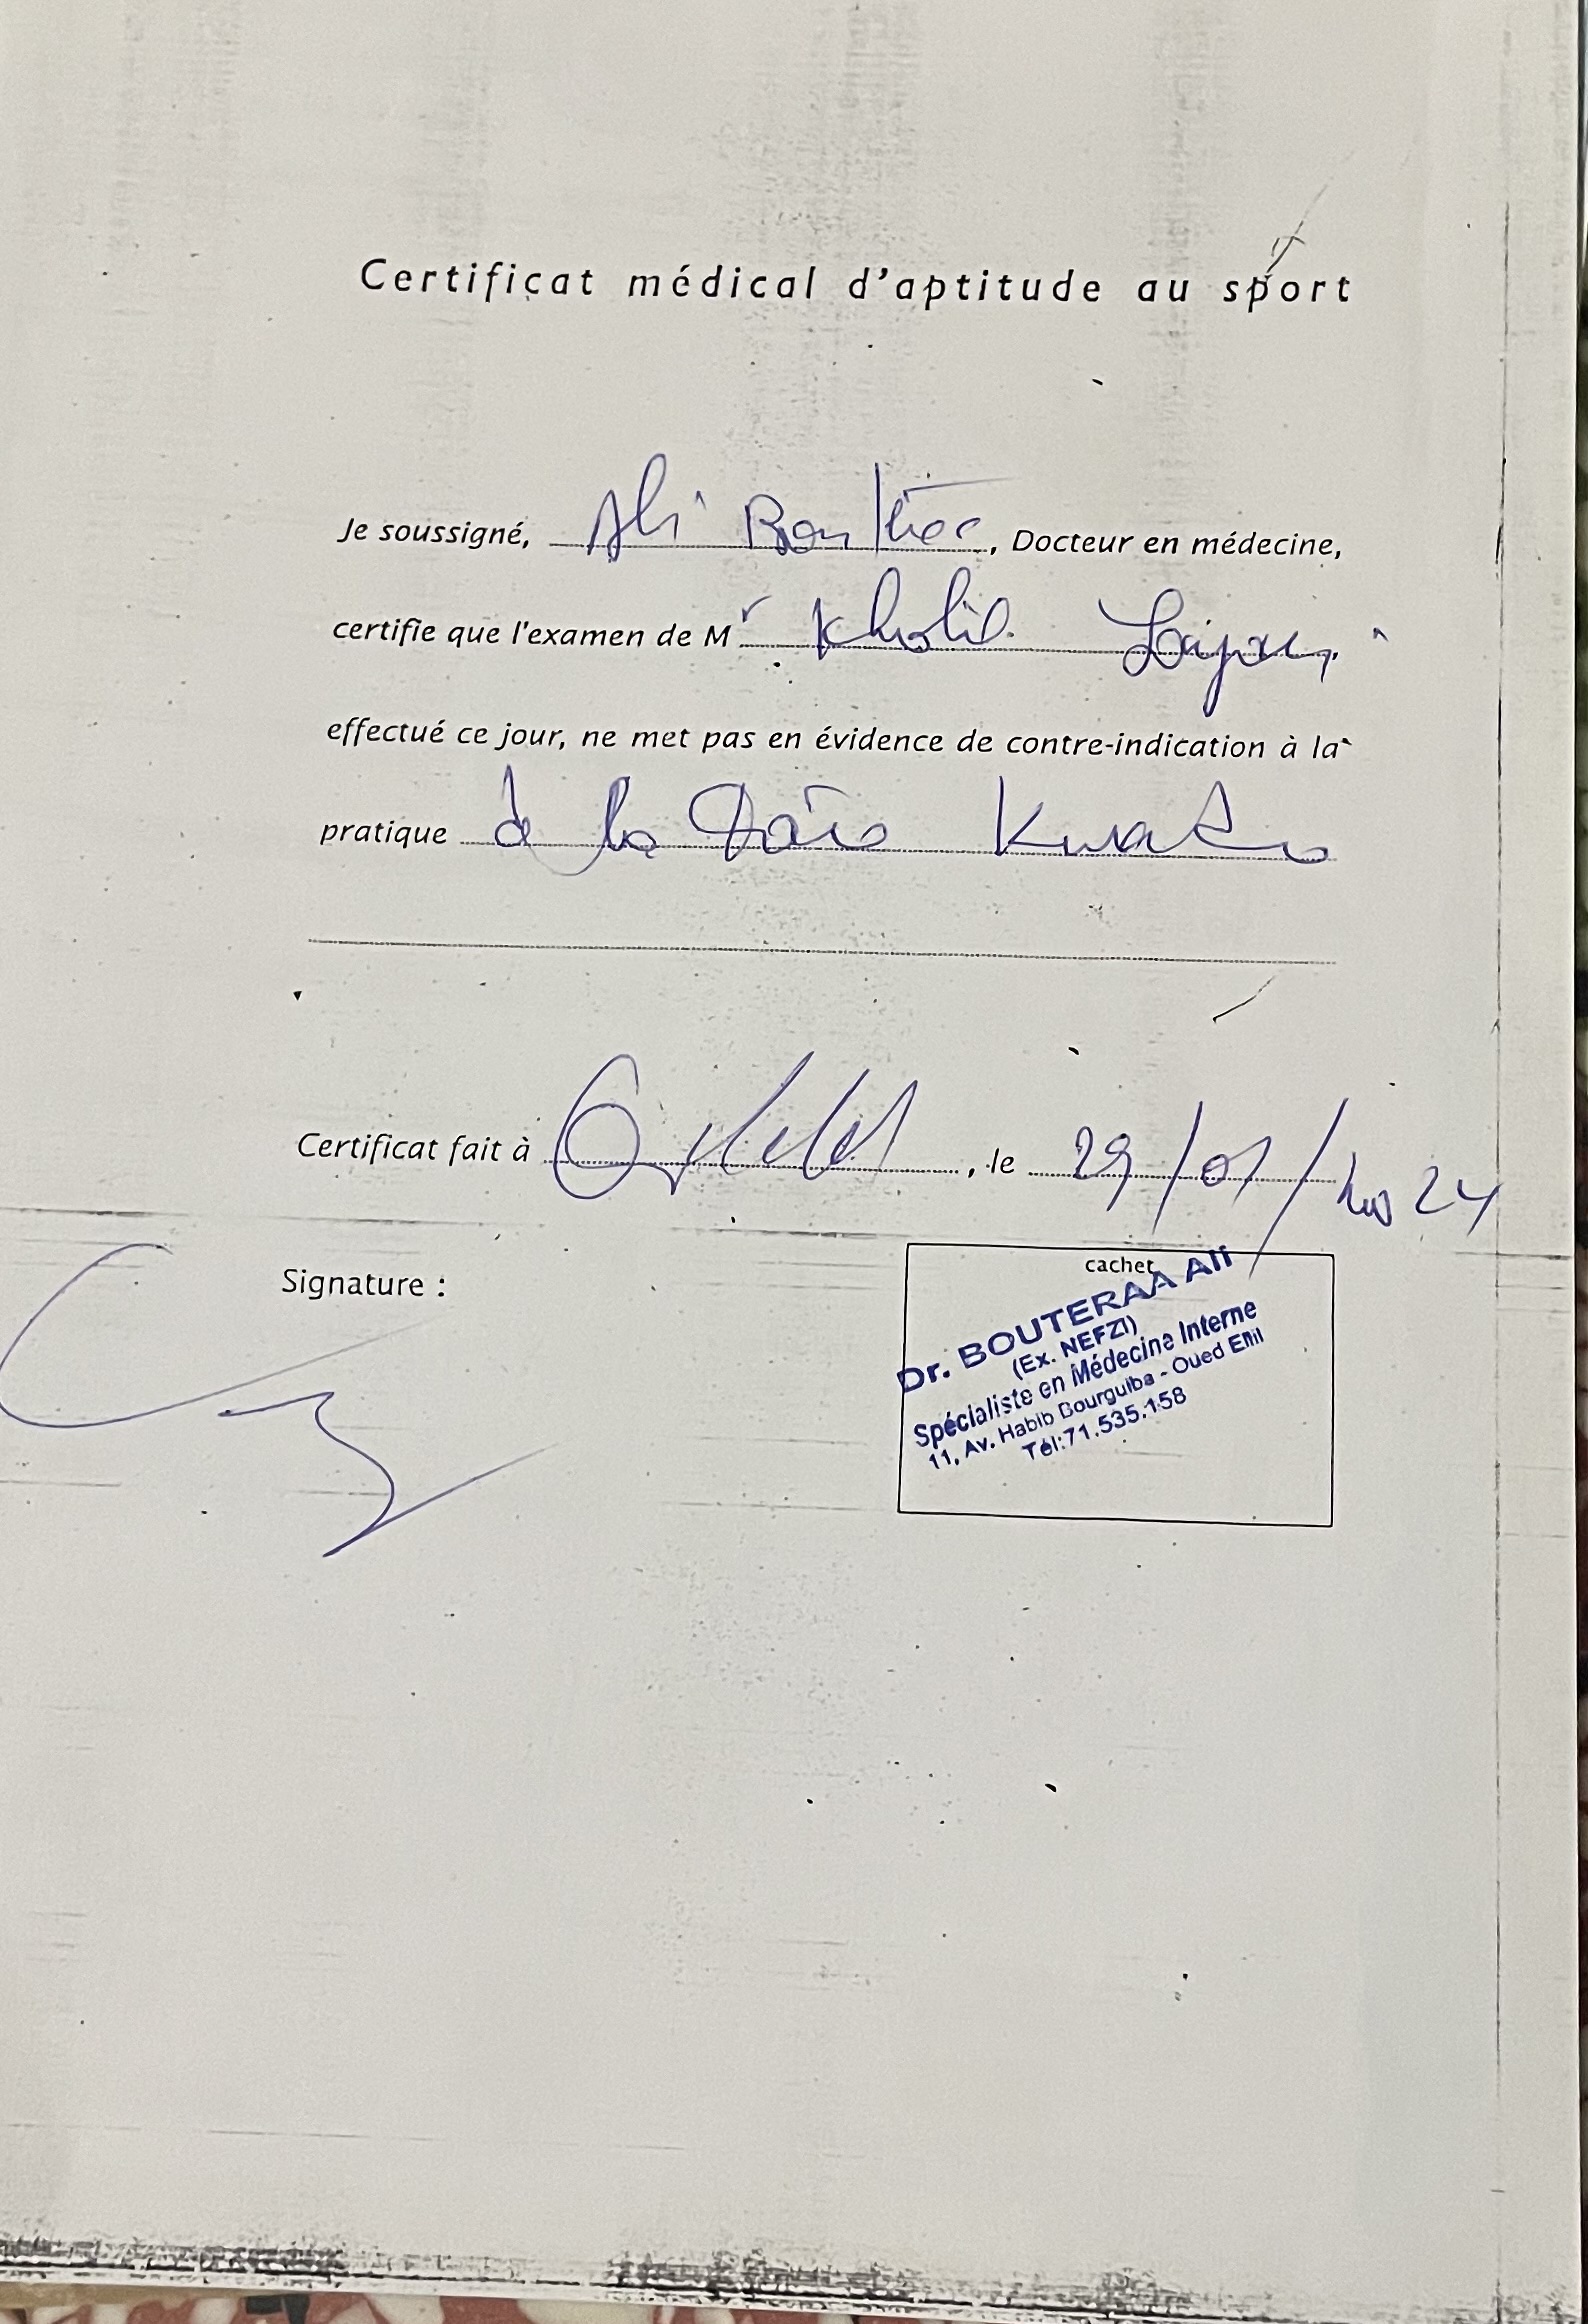 Certificat médical d'aptitude au sport
Je soussigné, Ali , Docteur en médecine,
certifie que l'examen de Mr Khalil
effectué ce jour, ne met pas en évidence de contre-indication à la
pratique de la
Certificat fait à , le 29/01/2024
Signature :
cachet
Dr. BOUTERAA Ali
(Ex. NEFZI)
Spécialiste en Médecine Interne
11, Av. Habib Bourguiba - Oued Ellil
Tél:71.535.158